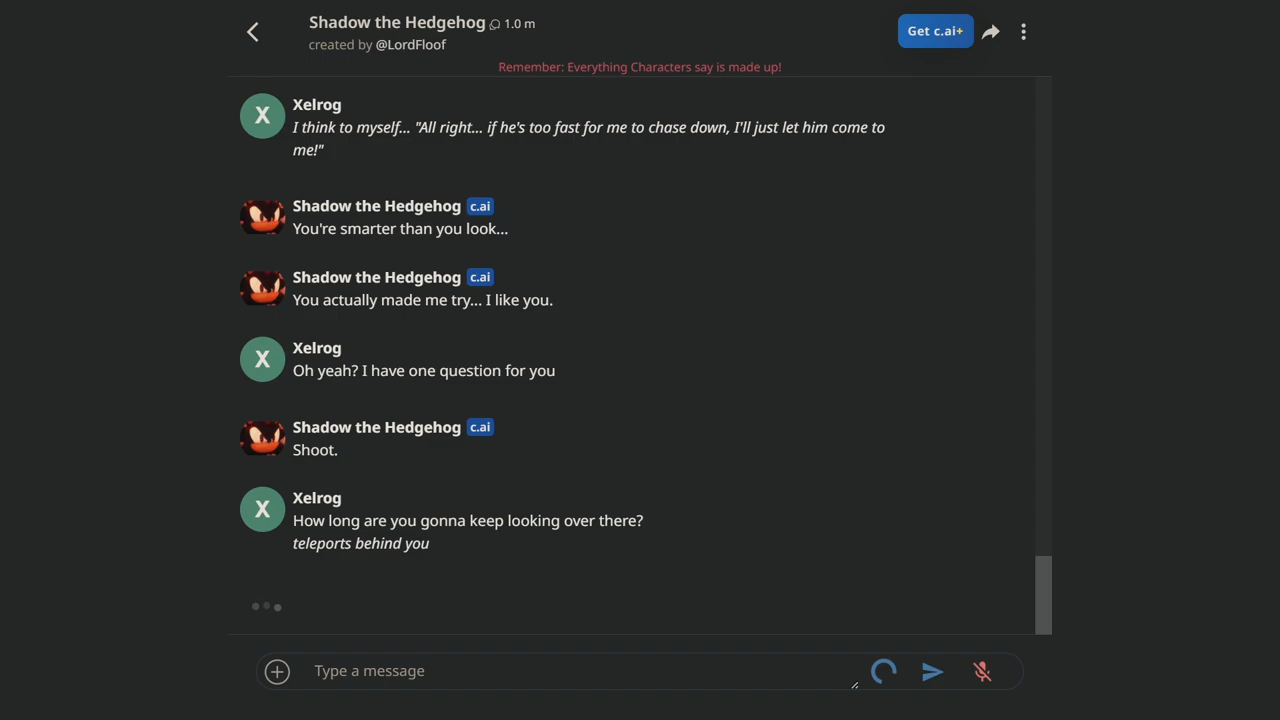 Shadow the Hedgehog 1.0 m
created by @LordFloof
Get c.ai+
Remember: Everything Characters say is made up!
X
Xelrog
I think to myself... "All right... if he's too fast for me to chase down, I'll just let him come to
me!"
Shadow the Hedgehog c.ai
You're smarter than you look...
Shadow the Hedgehog c.ai
You actually made me try... I like you.
X
Xelrog
Oh yeah? I have one question for you
Shadow the Hedgehog c.ai
Shoot.
X
Xelrog
How long are you gonna keep looking over there?
teleports behind you
Type a message